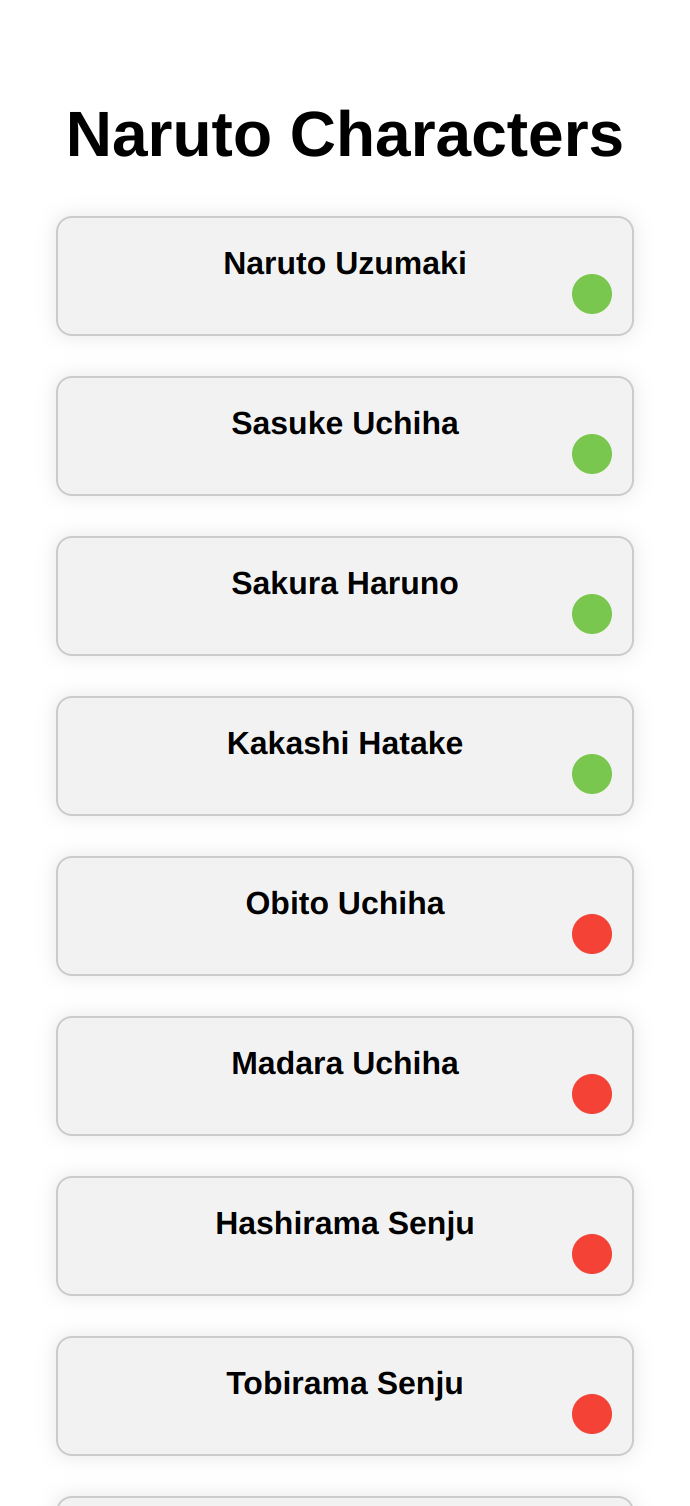 Naruto Characters
Naruto Uzumaki
Sasuke Uchiha
Sakura Haruno
Kakashi Hatake
Obito Uchiha
Madara Uchiha
Hashirama Senju
Tobirama Senju